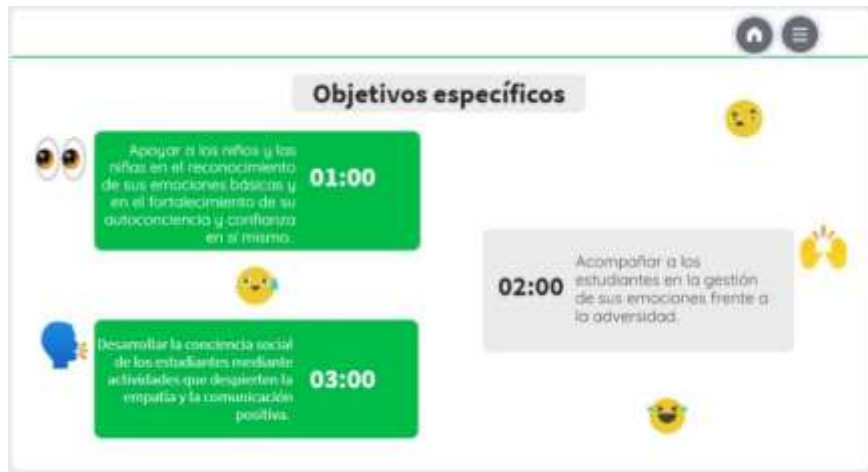 Objetivos específicos
Apoyar a los niños y las
niñas en el reconocimiento
de sus emociones básicas y
en el fortalecimiento de su
autoconciencia y confianza
en sí mismo.
01:00
02:00
Acompañar a los
estudiantes en la gestión
de sus emociones frente a
la adversidad.
Desarrollar la conciencia social
de los estudiantes mediante
actividades que despierten la
empatía y la comunicación
positiva.
03:00